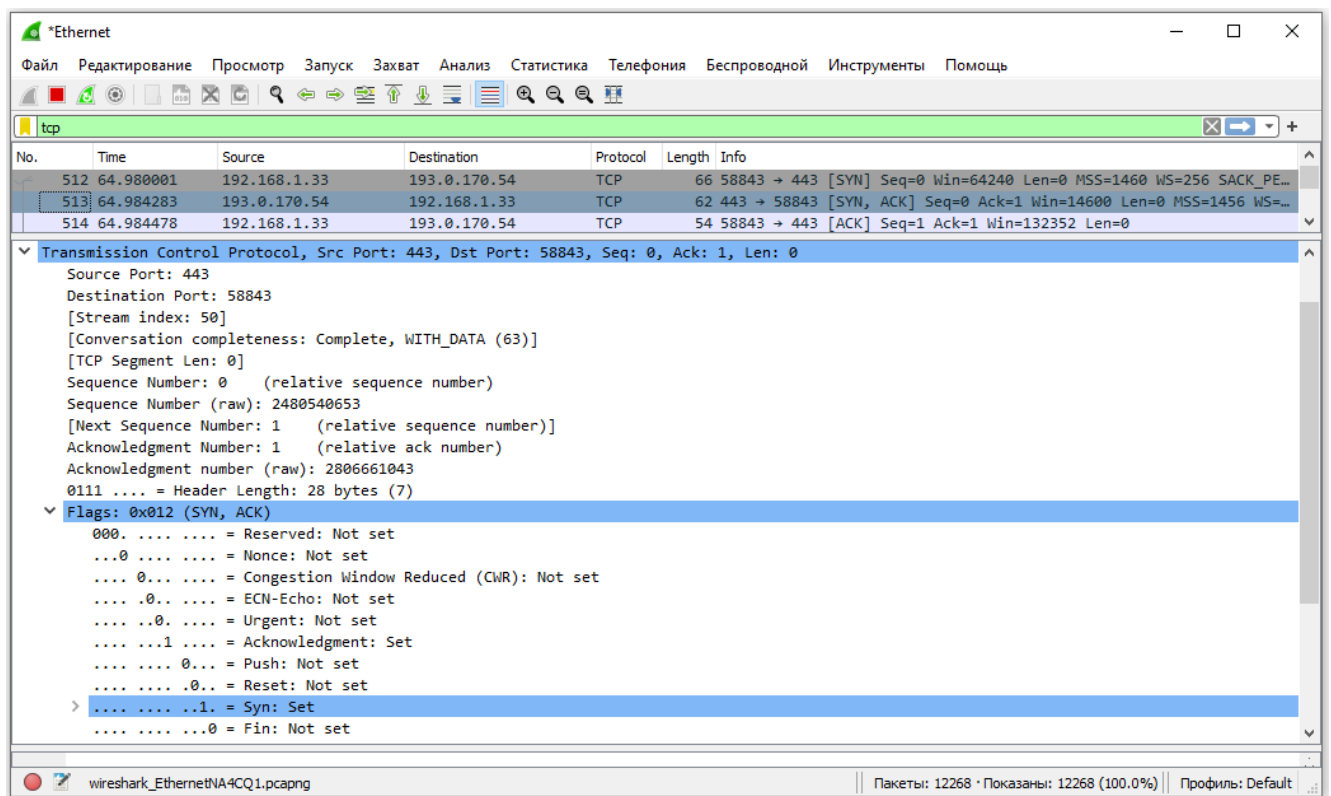 *Ethernet
Файл Редактирование Просмотр Запуск Захват Анализ Статистика Телефония Беспроводной Инструменты Помощь
tcp
No. Time Source Destination Protocol Length Info
512 64.980001 192.168.1.33 193.0.170.54 TCP 66 58843 → 443 [SYN] Seq=0 Win=64240 Len=0 MSS=1460 WS=256 SACK_PE…
513 64.984283 193.0.170.54 192.168.1.33 TCP 62 443 → 58843 [SYN, ACK] Seq=0 Ack=1 Win=14600 Len=0 MSS=1456 WS=…
514 64.984478 192.168.1.33 193.0.170.54 TCP 54 58843 → 443 [ACK] Seq=1 Ack=1 Win=132352 Len=0
Transmission Control Protocol, Src Port: 443, Dst Port: 58843, Seq: 0, Ack: 1, Len: 0
Source Port: 443
Destination Port: 58843
[Stream index: 50]
[Conversation completeness: Complete, WITH_DATA (63)]
[TCP Segment Len: 0]
Sequence Number: 0 (relative sequence number)
Sequence Number (raw): 2480540653
[Next Sequence Number: 1 (relative sequence number)]
Acknowledgment Number: 1 (relative ack number)
Acknowledgment number (raw): 2806661043
0111 .... = Header Length: 28 bytes (7)
Flags: 0x012 (SYN, ACK)
000. .... .... = Reserved: Not set
...0 .... .... = Nonce: Not set
.... 0... .... = Congestion Window Reduced (CWR): Not set
.... .0.. .... = ECN-Echo: Not set
.... ..0. .... = Urgent: Not set
.... ...1 .... = Acknowledgment: Set
.... .... 0... = Push: Not set
.... .... .0.. = Reset: Not set
.... .... ..1. = Syn: Set
.... .... ...0 = Fin: Not set
wireshark_EthernetNA4CQ1.pcapng Пакеты: 12268 · Показаны: 12268 (100.0%) Профиль: Default